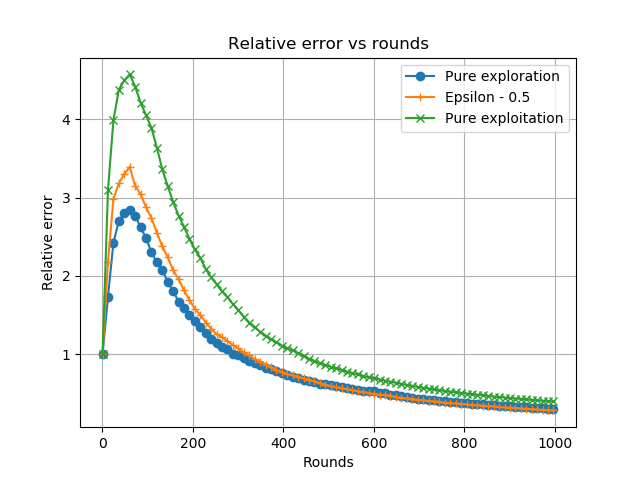 Relative error vs rounds
Pure exploration
Epsilon - 0.5
Pure exploitation
Relative error
4
3
2
1
0 200 400 600 800 1000
Rounds